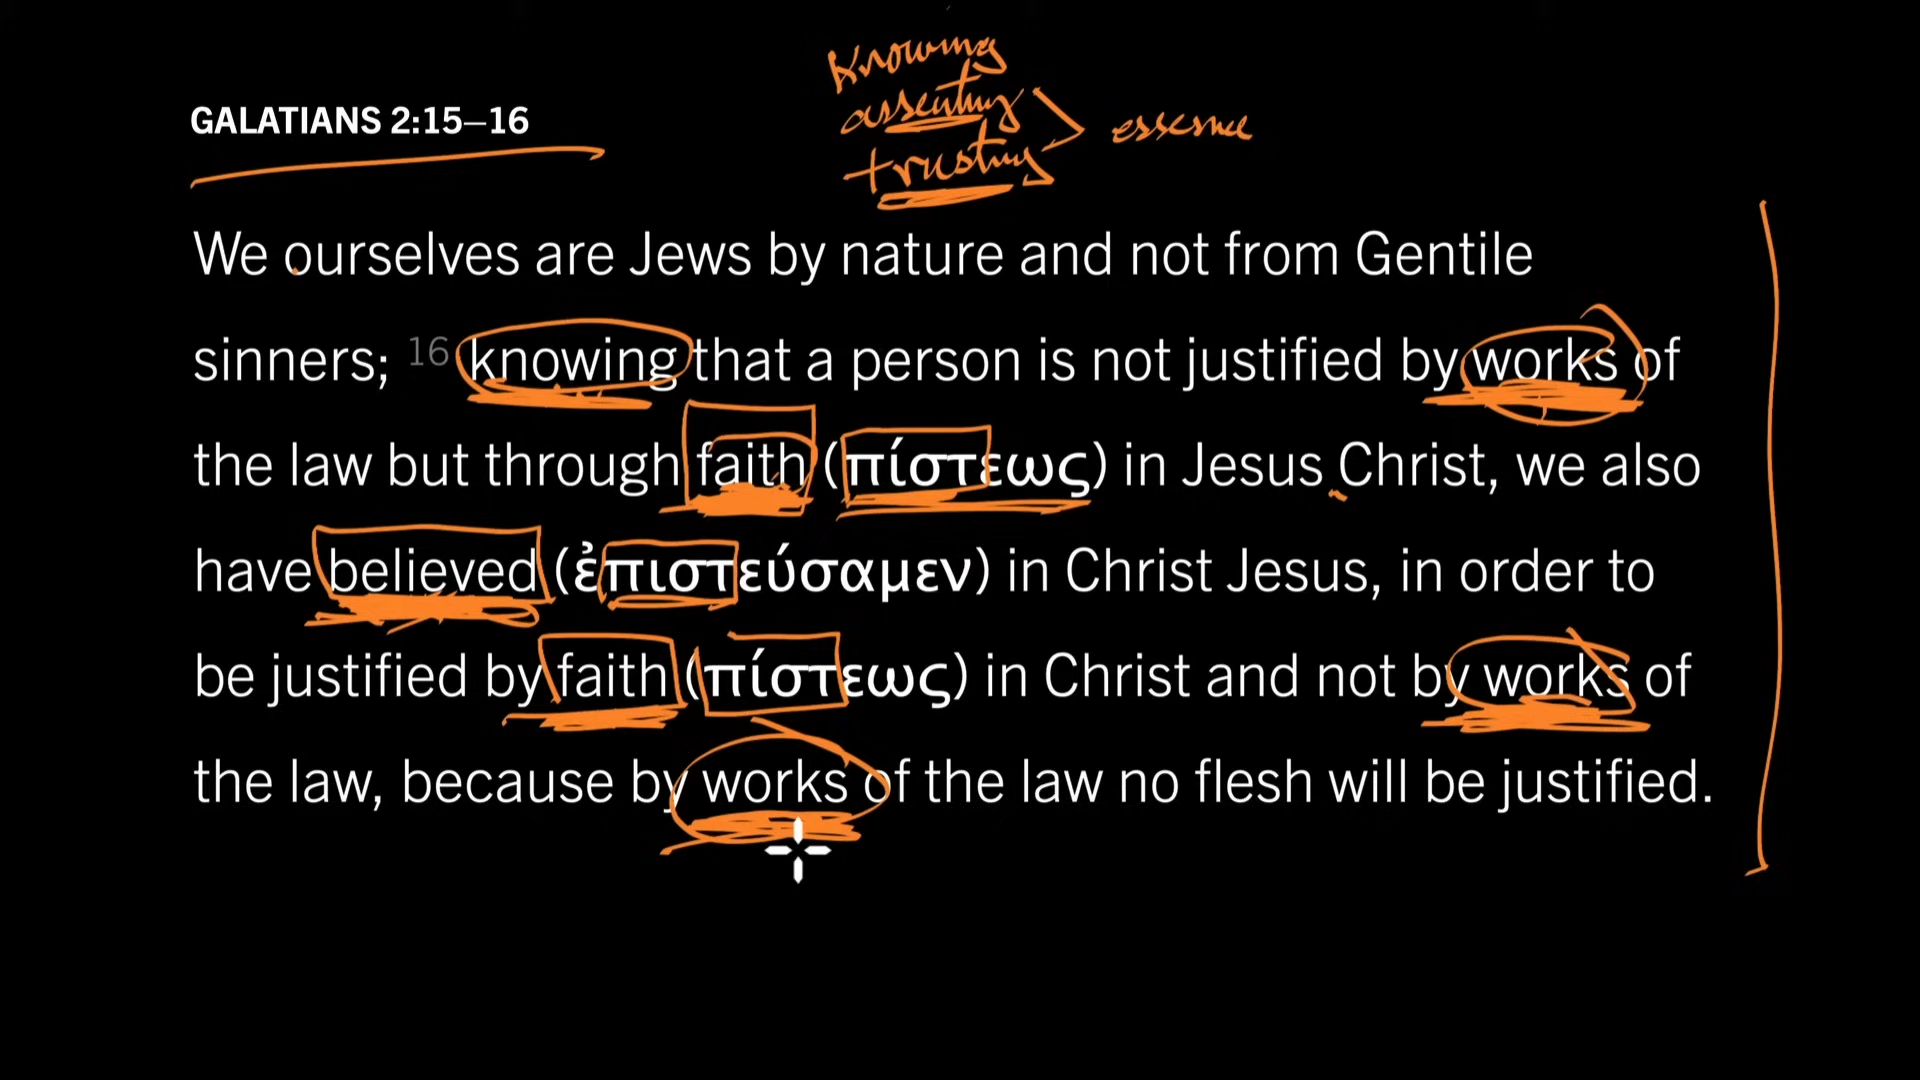 Knowing
assenting
trusting
essence
GALATIANS 2:15–16
We ourselves are Jews by nature and not from Gentile
sinners; 16 knowing that a person is not justified by works of
the law but through faith (πίστεως) in Jesus Christ, we also
have believed (ἐπιστεύσαμεν) in Christ Jesus, in order to
be justified by faith (πίστεως) in Christ and not by works of
the law, because by works of the law no flesh will be justified.